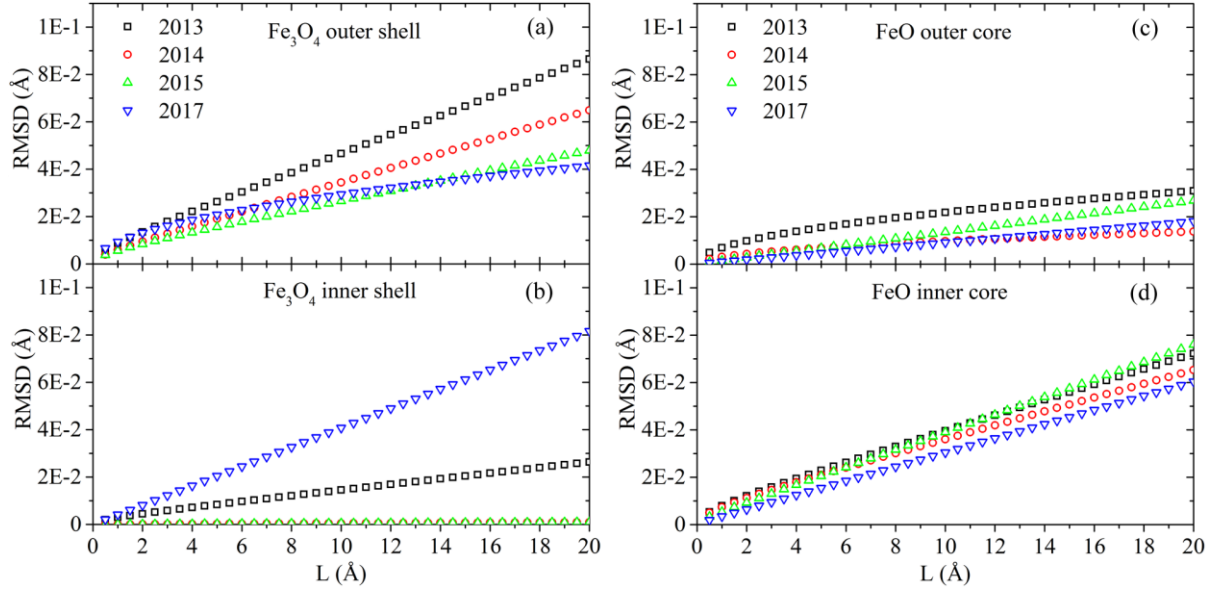 Fe3O4 outer shell
(a)
2013
2014
2015
2017
1E-1
8E-2
6E-2
4E-2
2E-2
0
RMSD (Å)
FeO outer core
(c)
2013
2014
2015
2017
1E-1
8E-2
6E-2
4E-2
2E-2
0
RMSD (Å)
Fe3O4 inner shell
(b)
1E-1
8E-2
6E-2
4E-2
2E-2
0
RMSD (Å)
0 2 4 6 8 10 12 14 16 18 20
L (Å)
FeO inner core
(d)
1E-1
8E-2
6E-2
4E-2
2E-2
0
RMSD (Å)
0 2 4 6 8 10 12 14 16 18 20
L (Å)